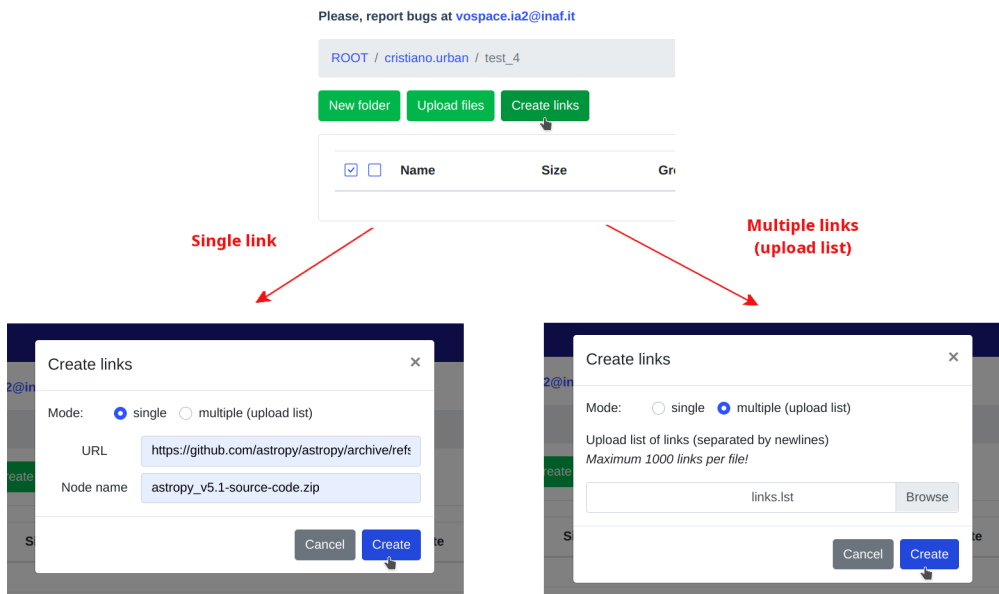 Please, report bugs at vospace.ia2@inaf.it
ROOT / cristiano.urban / test_4
New folder Upload files Create links
Name Size
Single link
Multiple links
(upload list)
Create links ×
Mode: single multiple (upload list)
URL https://github.com/astropy/astropy/archive/refs
Node name astropy_v5.1-source-code.zip
Cancel Create
Create links ×
Mode: single multiple (upload list)
Upload list of links (separated by newlines)
Maximum 1000 links per file!
links.lst Browse
Cancel Create